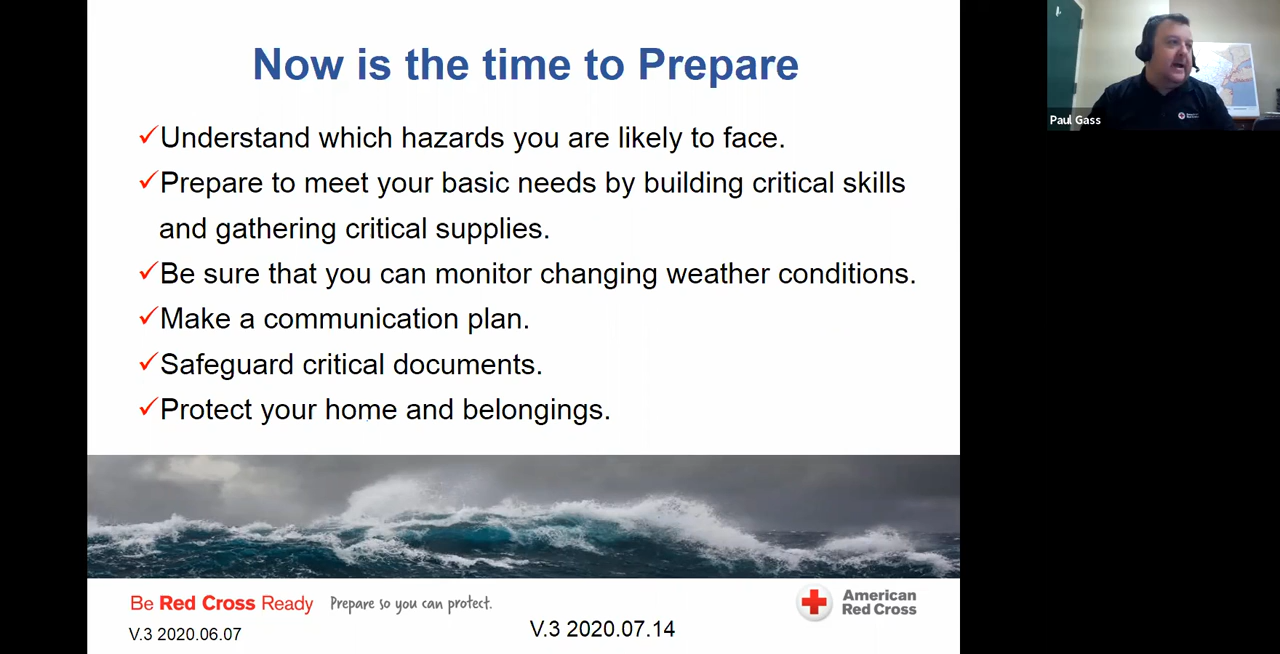 Now is the time to Prepare
Understand which hazards you are likely to face.
Prepare to meet your basic needs by building critical skills
and gathering critical supplies.
Be sure that you can monitor changing weather conditions.
Make a communication plan.
Safeguard critical documents.
Protect your home and belongings.
Be Red Cross Ready Prepare so you can protect.
American
Red Cross
V.3 2020.06.07
V.3 2020.07.14
Paul Gass